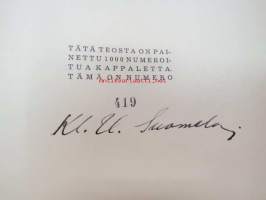 TÄTÄ TEOSTA ON PAI-
NETTU 1000 NUMEROI-
TUA KAPPALETTA.
TÄMÄ ON NUMERO
419
Kl. U. Suomela